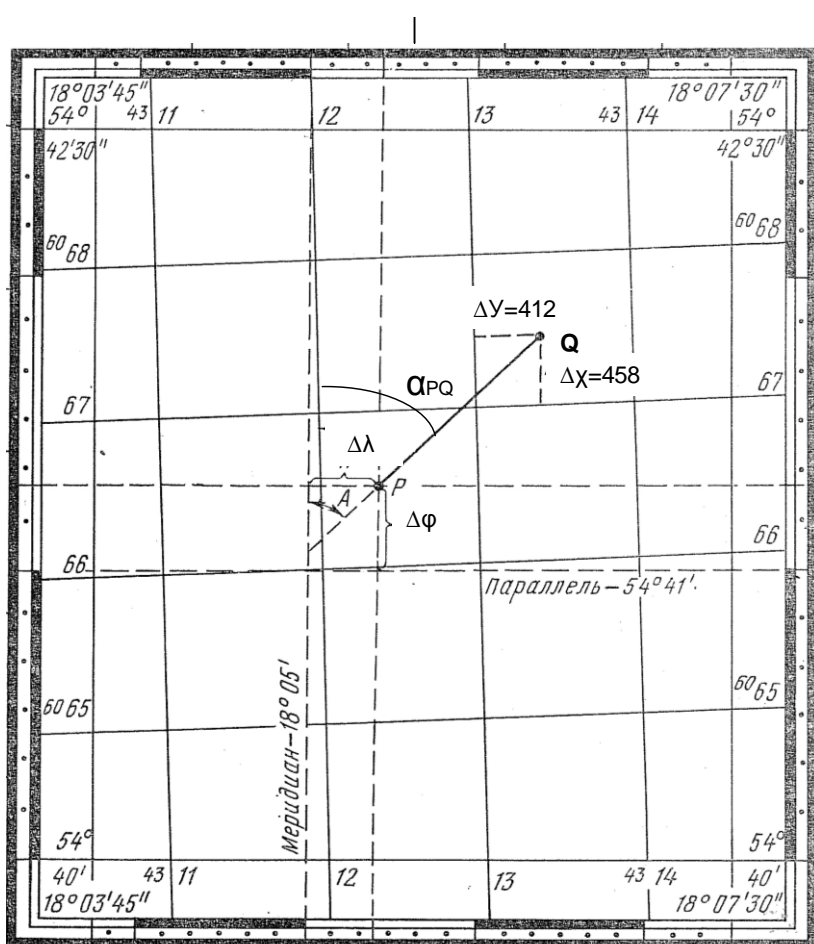 18°03'45" 18°07'30"
54° 43 11 12 13 43 14 54°
42'30" 42°30"
60 68 60 68
ΔУ=412
Q
Δχ=458
αPQ
67 67
Δλ
A P
Δφ
66 66
Параллель-54°41'.
Меридиан-18°05'
60 65 60 65
54° 54°
40' 43 11 12 13 43 14 40'
18°03'45" 18°07'30"